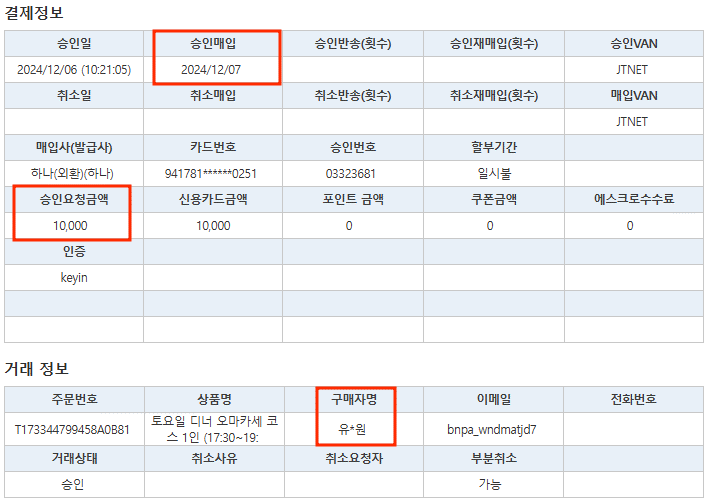 결제정보
승인일 승인매입 승인반송(횟수) 승인재매입(횟수) 승인VAN
2024/12/06 (10:21:05) 2024/12/07 JTNET
취소일 취소매입 취소반송(횟수) 취소재매입(횟수) 매입VAN
JTNET
매입사(발급사) 카드번호 승인번호 할부기간
하나(외환)(하나) 941781******0251 03323681 일시불
승인요청금액 신용카드금액 포인트 금액 쿠폰금액 에스크로수수료
10,000 10,000 0 0 0
인증
keyin
거래 정보
주문번호 상품명 구매자명 이메일 전화번호
T173344799458A0B81 토요일 디너 오마카세 코스 1인 (17:30~19: 유*원 bnpa_wndmatjd7
거래상태 취소사유 취소요청자 부분취소
승인 가능